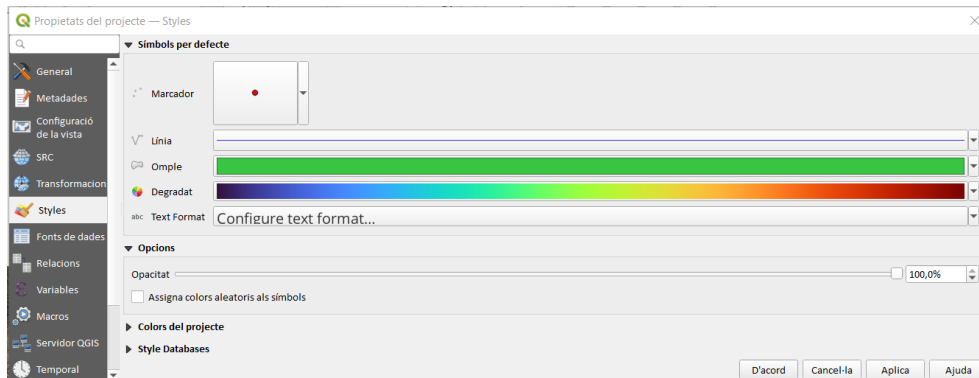 Propietats del projecte — Styles
General
Metadades
Configuració
de la vista
SRC
Transformacion
Styles
Fonts de dades
Relacions
Variables
Macros
Servidor QGIS
Temporal
Símbols per defecte
Marcador
Línia
Omple
Degradat
abc Text Format Configure text format...
Opcions
Opacitat 100,0%
Assigna colors aleatoris als símbols
Colors del projecte
Style Databases
D'acord Cancel·la Aplica Ajuda